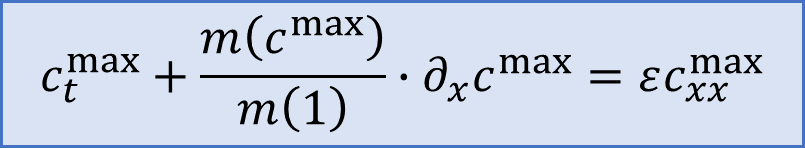 c_t^max + m(c^max)/m(1) · ∂_x c^max = εc_xx^max